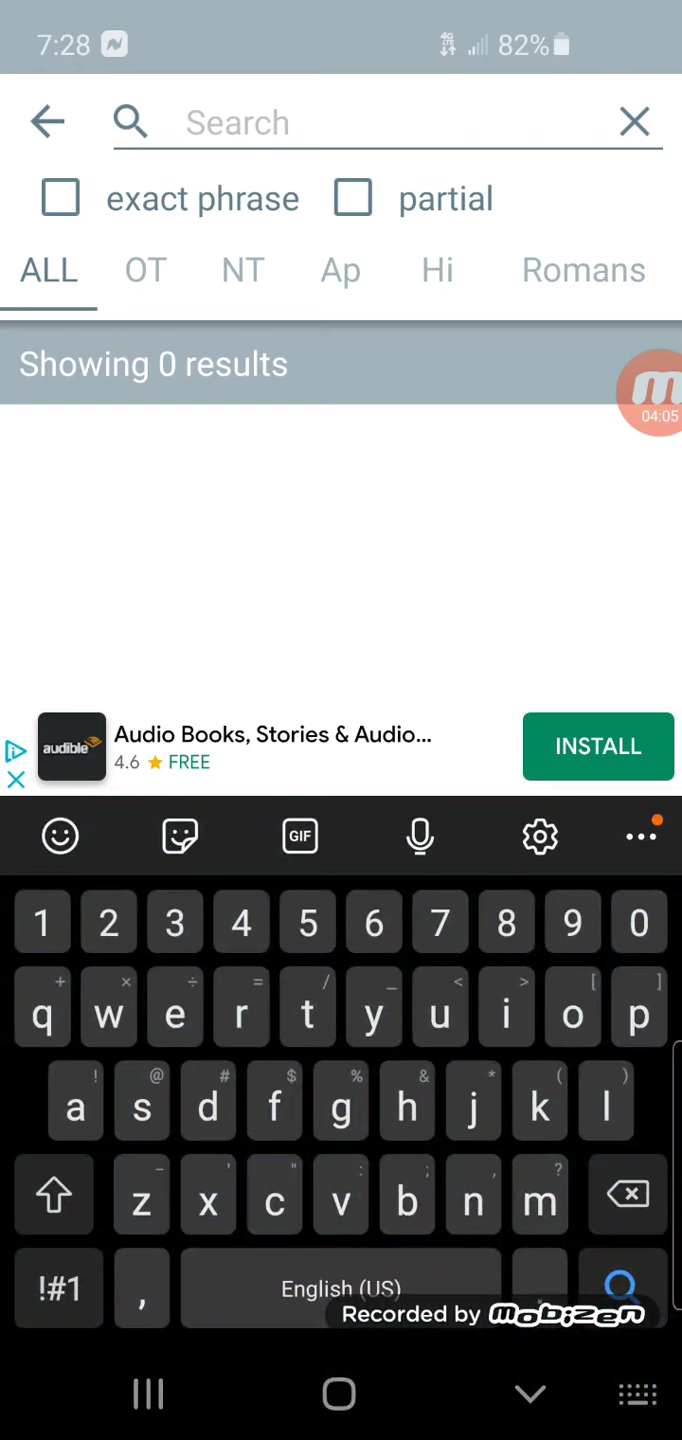 7:28 4G LTE 82%
Search
exact phrase partial
ALL OT NT Ap Hi Romans
Showing 0 results
m
04:05
audible
Audio Books, Stories & Audio...
4.6 ★ FREE
INSTALL
GIF
1 2 3 4 5 6 7 8 9 0
+ × ÷ = / _ < > [ ]
q w e r t y u i o p
! @ # $ % & * ( )
a s d f g h j k l
- ' " : ; , ?
z x c v b n m
!#1 , English (US) .
Recorded by mobizen